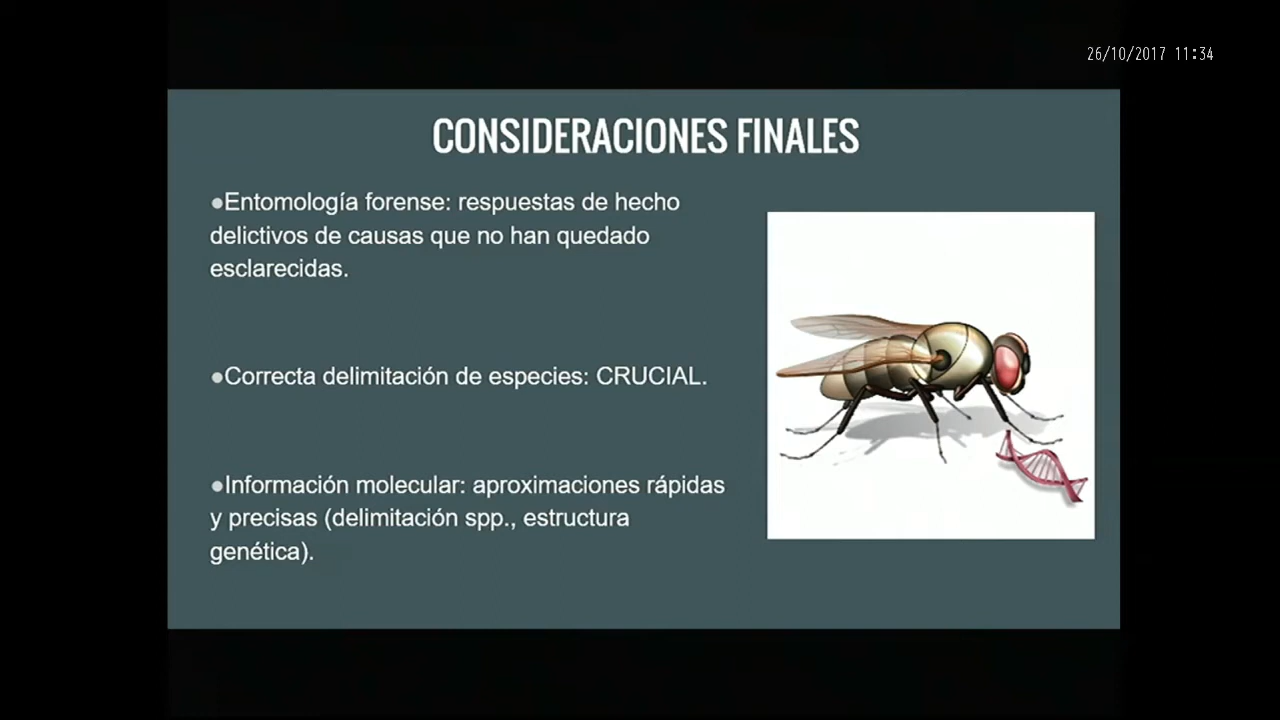 26/10/2017 11:34
CONSIDERACIONES FINALES
●Entomología forense: respuestas de hecho
delictivos de causas que no han quedado
esclarecidas.
●Correcta delimitación de especies: CRUCIAL.
●Información molecular: aproximaciones rápidas
y precisas (delimitación spp., estructura
genética).